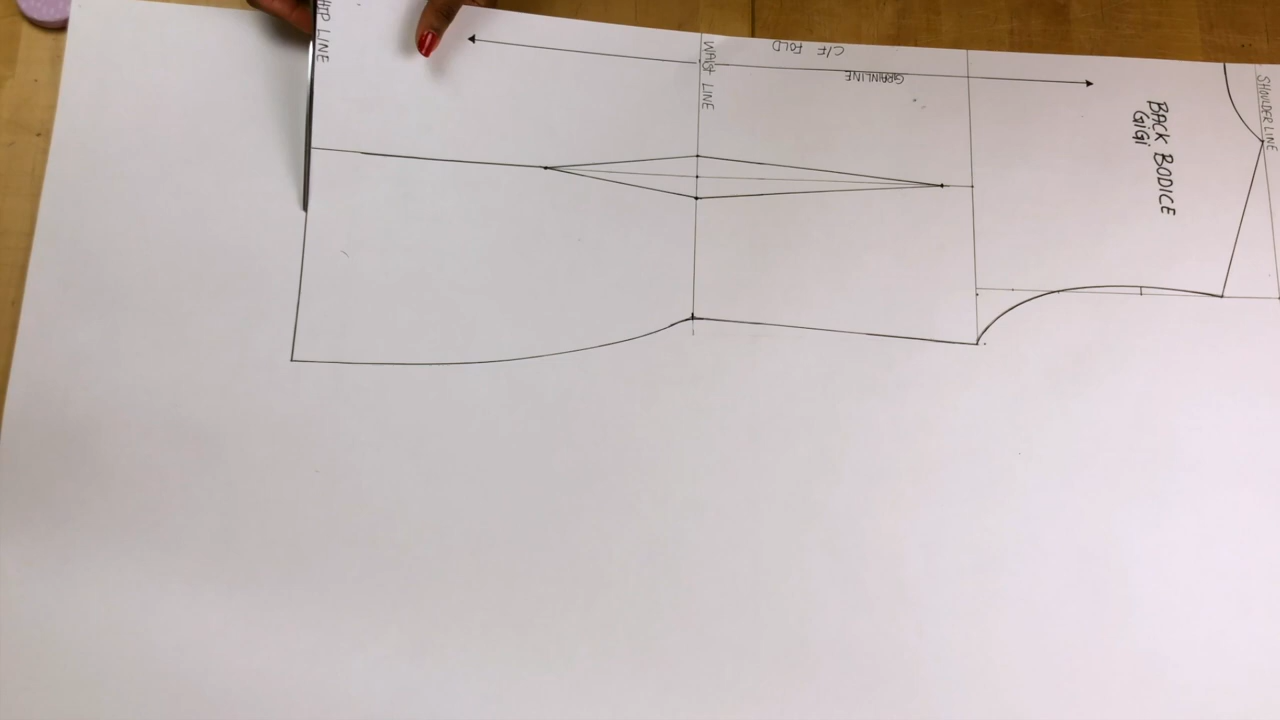 HIP LINE
WAIST LINE
C/F FOLD
GRAINLINE
BACK BODICE
GIGI
SHOULDER LINE